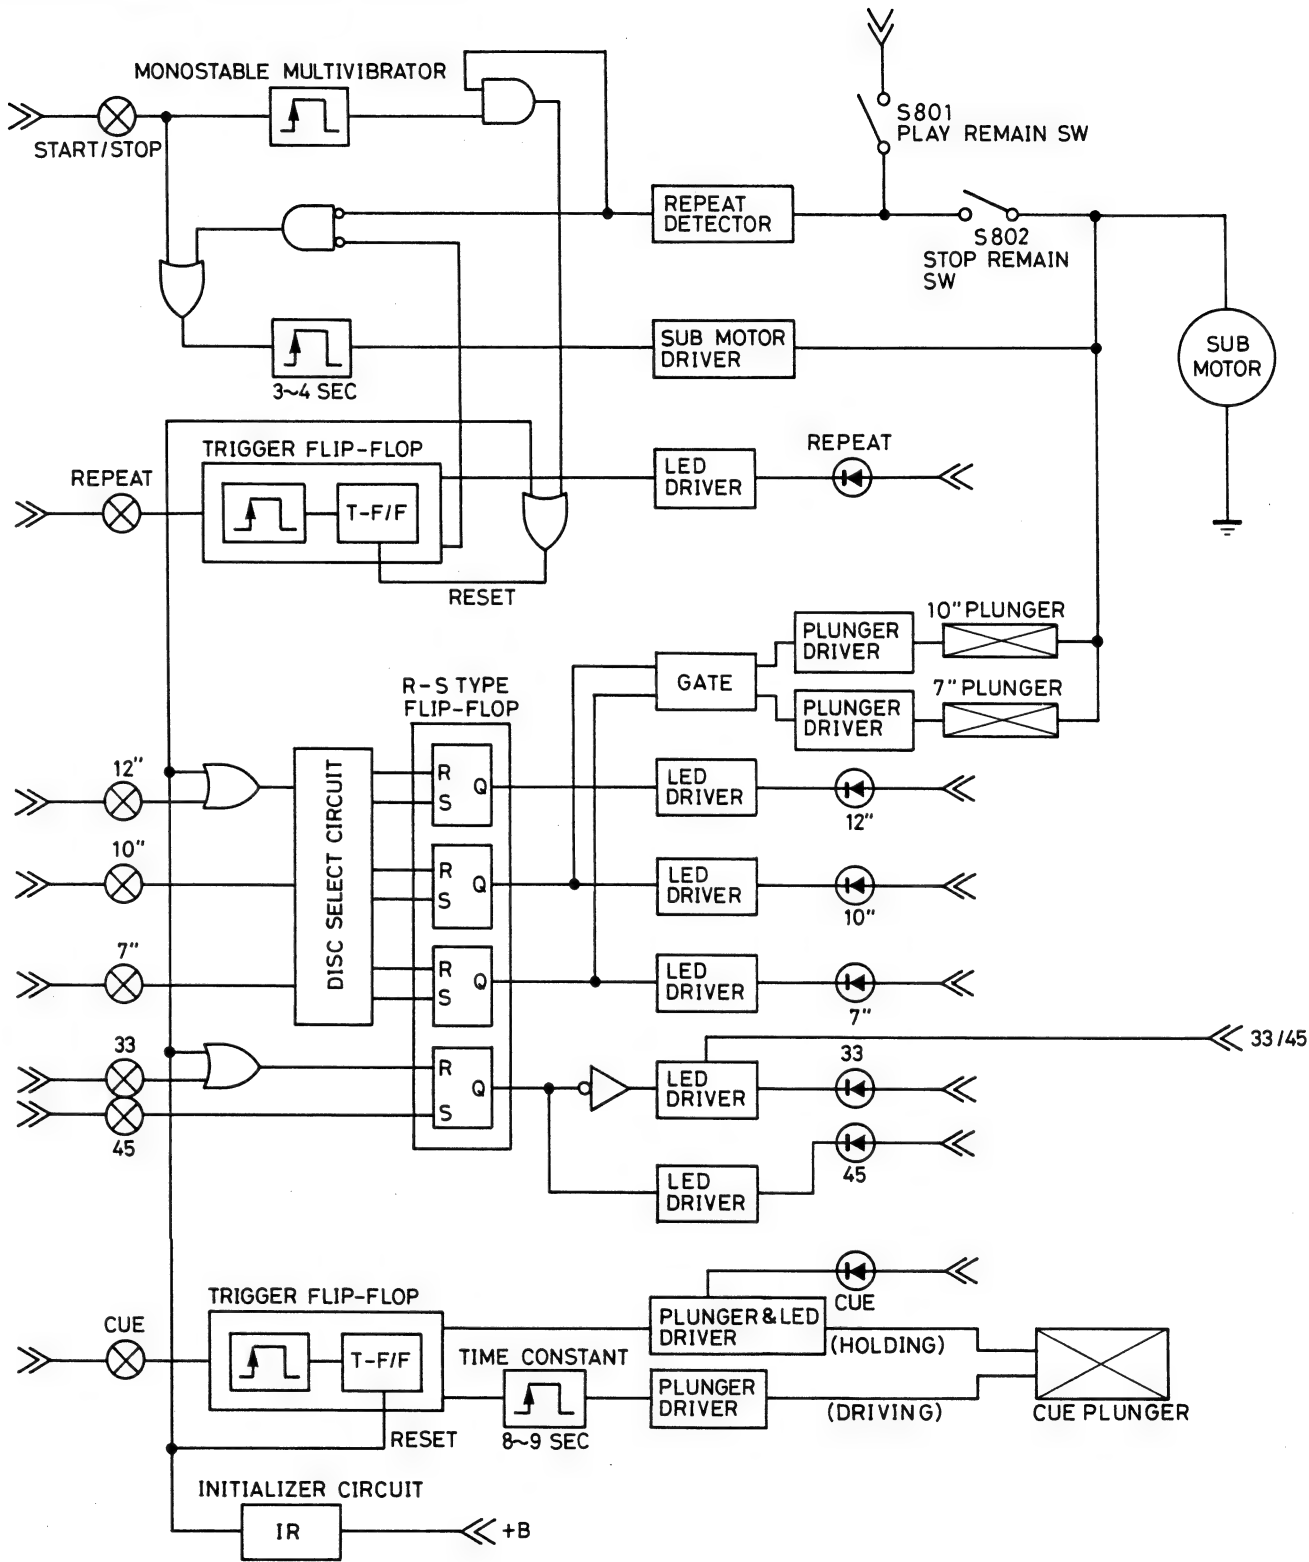 MONOSTABLE MULTIVIBRATOR
START/STOP
S801
PLAY REMAIN SW
REPEAT
DETECTOR
S802
STOP REMAIN
SW
SUB MOTOR
DRIVER
SUB
MOTOR
3~4 SEC
TRIGGER FLIP-FLOP
REPEAT
T-F/F
RESET
LED
DRIVER
REPEAT
10" PLUNGER
PLUNGER
DRIVER
GATE
7" PLUNGER
PLUNGER
DRIVER
R-S TYPE
FLIP-FLOP
12"
10"
7"
33
45
DISC SELECT CIRCUIT
R
S
Q
R
S
Q
R
S
Q
R
S
Q
LED
DRIVER
12"
LED
DRIVER
10"
LED
DRIVER
7"
33/45
LED
DRIVER
33
LED
DRIVER
45
TRIGGER FLIP-FLOP
CUE
T-F/F
RESET
TIME CONSTANT
8~9 SEC
CUE
PLUNGER & LED
DRIVER
(HOLDING)
PLUNGER
DRIVER
(DRIVING)
CUE PLUNGER
INITIALIZER CIRCUIT
IR
+B